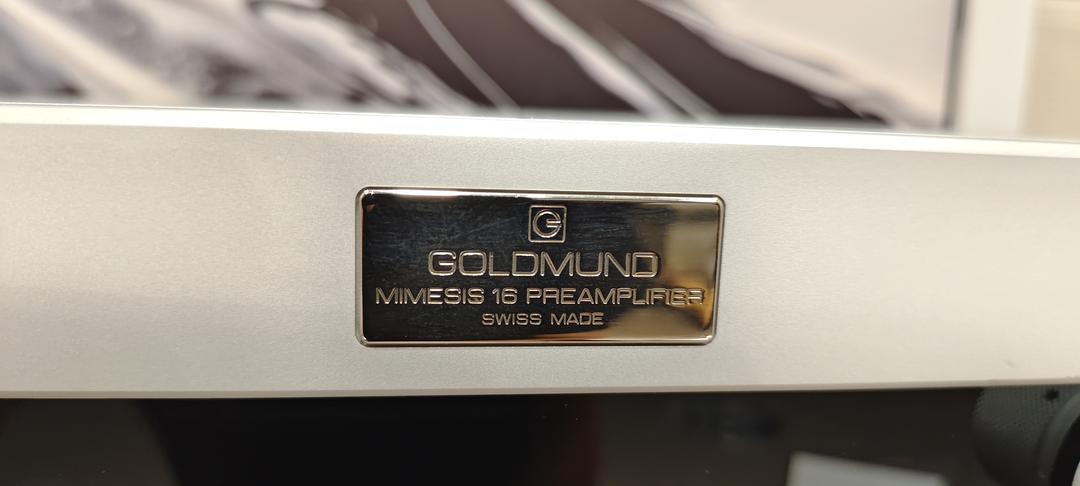 G
GOLDMUND
MIMESIS 16 PREAMPLIFIER
SWISS MADE